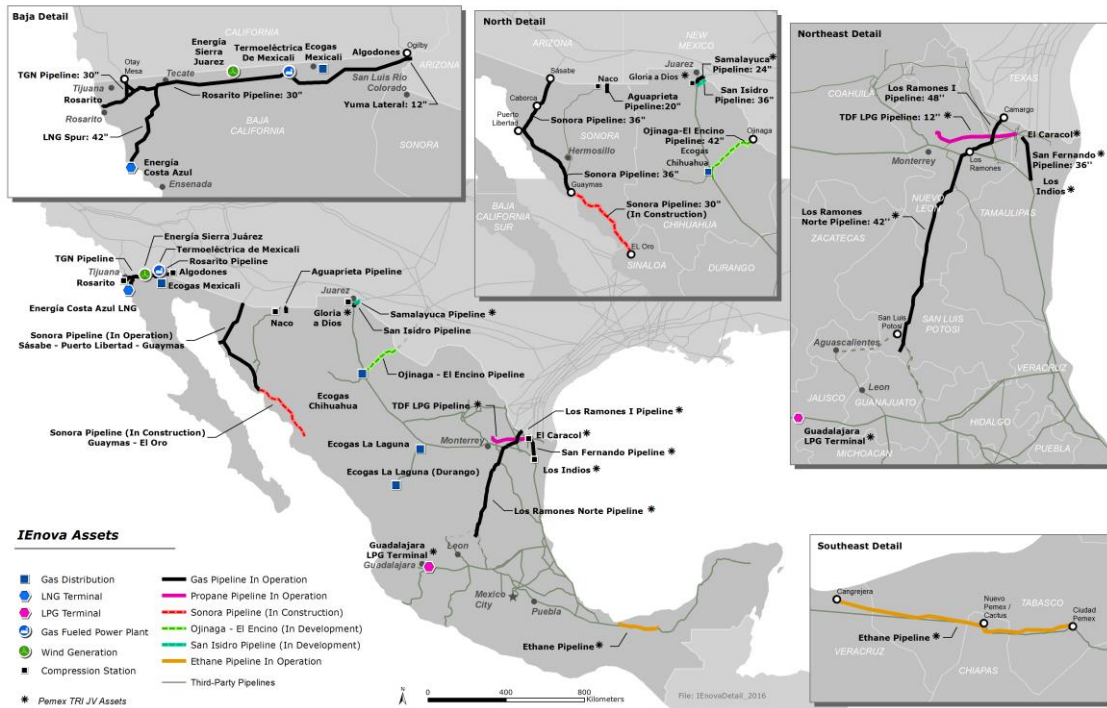 Baja Detail
CALIFORNIA
Energía
Sierra
Juarez
Termoeléctrica
De Mexicali
Ecogas
Mexicali
Algodones
Ogilby
ARIZONA
Otay
Mesa
Tecate
TGN
Pipeline: 30"
Tijuana
Rosarito
Rosarito
Rosarito Pipeline: 30"
San Luis Río
Colorado
Yuma Lateral: 12"
LNG Spur: 42"
BAJA
CALIFORNIA
SONORA
Energía
Costa Azul
Ensenada
North Detail
ARIZONA
NEW
MEXICO
Samalayuca ✷
Pipeline: 24"
Juarez
Gloria a Dios ✷
San Isidro
Pipeline: 36"
Sásabe
Naco
Aguaprieta
Pipeline:20"
Caborca
Puerto
Libertad
Sonora Pipeline: 36"
SONORA
Ojinaga-El Encino
Pipeline: 42"
Ojinaga
Ecogas
Chihuahua
Hermosillo
Sonora Pipeline: 36"
Guaymas
Sonora Pipeline: 30"
(In Construction)
CHIHUAHUA
BAJA
CALIFORNIA
SUR
EL Oro
SINALOA
DURANGO
Northeast Detail
TEXAS
COAHUILA
Los Ramones I
Pipeline: 48''
Camargo
TDF LPG Pipeline: 12'' ✷
El Caracol ✷
Monterrey
Los
Ramones
San Fernando ✷
Pipeline: 36''
Los
Indios ✷
NUEVO
LEON
TAMAULIPAS
Los Ramones ✷
Norte Pipeline: 42''
ZACATECAS
San Luis
Potosi
SAN LUIS
POTOSI
Aguascalientes
Leon
VERACRUZ
JALISCO
GUANAJUATO
HIDALGO
Guadalajara
LPG Terminal ✷
MICHOACAN
PUEBLA
Energía Sierra Juárez
Termoeléctrica de Mexicali
TGN Pipeline
Rosarito Pipeline
Tijuana
Algodones
Rosarito
Ecogas Mexicali
Energía Costa Azul LNG
Aguaprieta Pipeline
Juarez
Naco
Gloria ✷
a Dios
Samalayuca Pipeline ✷
San Isidro Pipeline
Sonora Pipeline (In Operation)
Sásabe - Puerto Libertad - Guaymas
Ojinaga - El Encino Pipeline
Ecogas
Chihuahua
TDF LPG Pipeline ✷
Los Ramones I Pipeline ✷
Sonora Pipeline (In Construction)
Guaymas - El Oro
Ecogas La Laguna
Monterrey
El Caracol ✷
San Fernando Pipeline ✷
Ecogas La Laguna (Durango)
Los Indios ✷
Los Ramones Norte Pipeline ✷
Guadalajara
LPG Terminal ✷
Guadalajara
Leon
Mexico
City
Puebla
Ethane Pipeline ✷
IEnova Assets
Gas Distribution
LNG Terminal
LPG Terminal
Gas Fueled Power Plant
Wind Generation
Compression Station
✷ Pemex TRI JV Assets
Gas Pipeline In Operation
Propane Pipeline In Operation
Sonora Pipeline (In Construction)
Ojinaga - El Encino (In Development)
San Isidro Pipeline (In Development)
Ethane Pipeline In Operation
Third-Party Pipelines
N
0 400 800
Kilometers
File: IEnovaDetail_2016
Southeast Detail
Cangrejera
Nuevo
Pemex /
Cactus
TABASCO
Ciudad
Pemex
Ethane Pipeline ✷
VERACRUZ
CHIAPAS